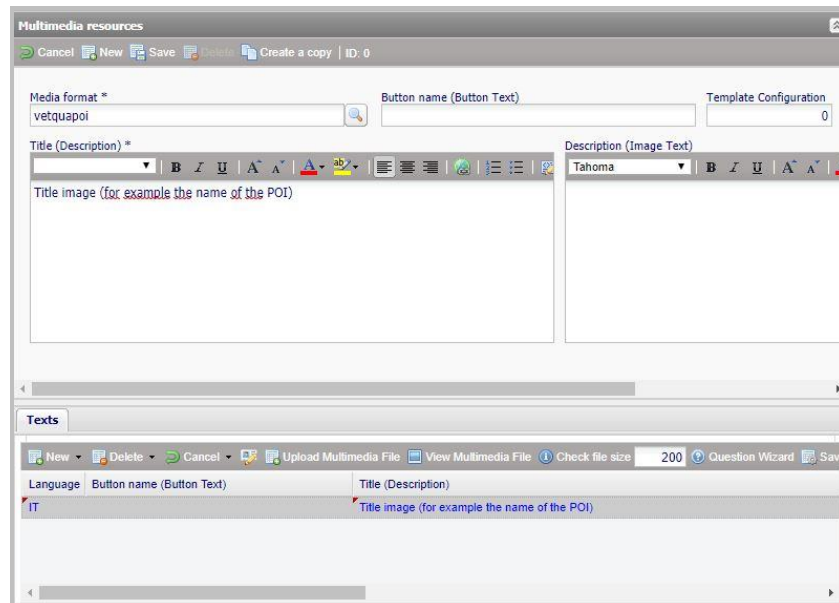 Multimedia resources
Cancel New Save Delete Create a copy ID: 0
Media format * Button name (Button Text) Template Configuration
vetquapoi 0
Title (Description) * Description (Image Text)
B I U A A A ab Tahoma B I U A A
Title image (for example the name of the POI)
Texts
New Delete Cancel Upload Multimedia File View Multimedia File Check file size 200 Question Wizard Sav
Language Button name (Button Text) Title (Description)
IT Title image (for example the name of the POI)